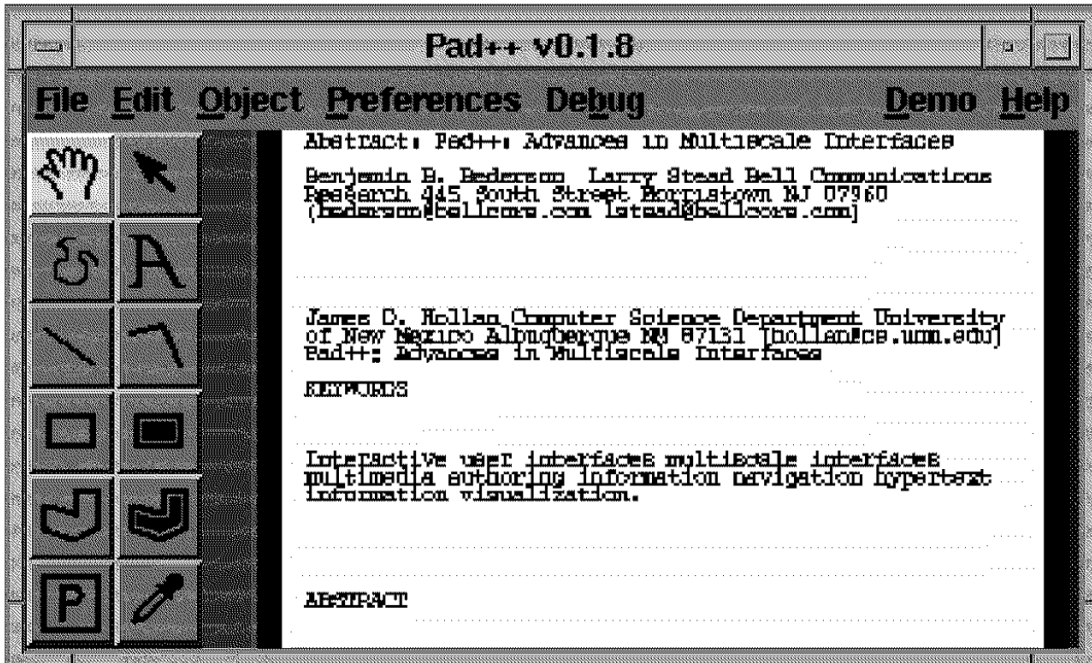 Pad++ v0.1.8
File Edit Object Preferences Debug Demo Help
Abstract: Pad++: Advances in Multiscale Interfaces
Benjamin B. Bederson Larry Stead Bell Communications
Research 445 South Street Morristown NJ 07960
(bederson@bellcore.com lstead@bellcore.com]
James D. Hollan Computer Science Department University
of New Mexico Albuquerque NM 87131 [hollan@cs.unm.edu]
Pad++: Advances in Multiscale Interfaces
KEYWORDS
Interactive user interfaces multiscale interfaces
multimedia authoring information navigation hypertext
information visualization.
ABSTRACT
A
P